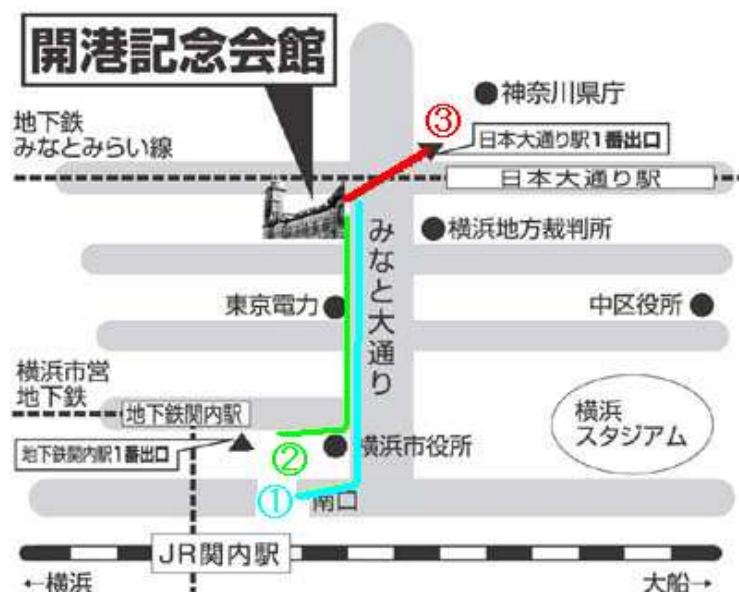 開港記念会館
神奈川県庁
③
地下鉄
みなとみらい線
日本大通り駅1番出口
日本大通り駅
みなと大通り
横浜地方裁判所
東京電力
中区役所
横浜市営
地下鉄
地下鉄関内駅
横浜
スタジアム
地下鉄関内駅1番出口
②
横浜市役所
①
南口
JR関内駅
←横浜
大船→